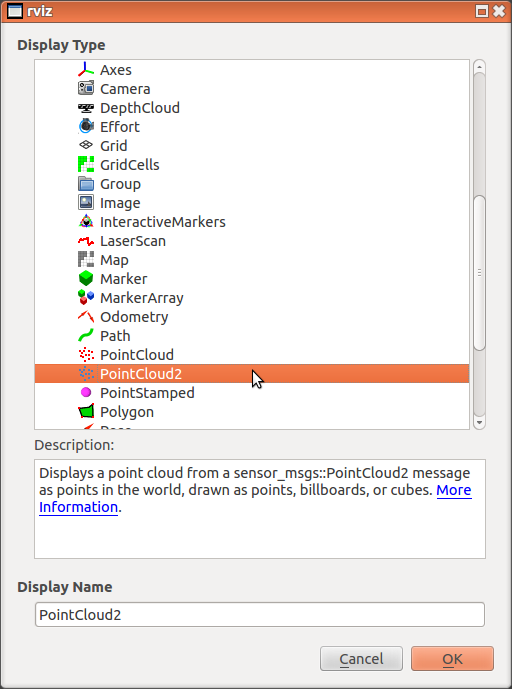 rviz
Display Type
Axes
Camera
DepthCloud
Effort
Grid
GridCells
Group
Image
InteractiveMarkers
LaserScan
Map
Marker
MarkerArray
Odometry
Path
PointCloud
PointCloud2
PointStamped
Polygon
Description:
Displays a point cloud from a sensor_msgs::PointCloud2 message
as points in the world, drawn as points, billboards, or cubes. More
Information.
Display Name
PointCloud2
Cancel
OK